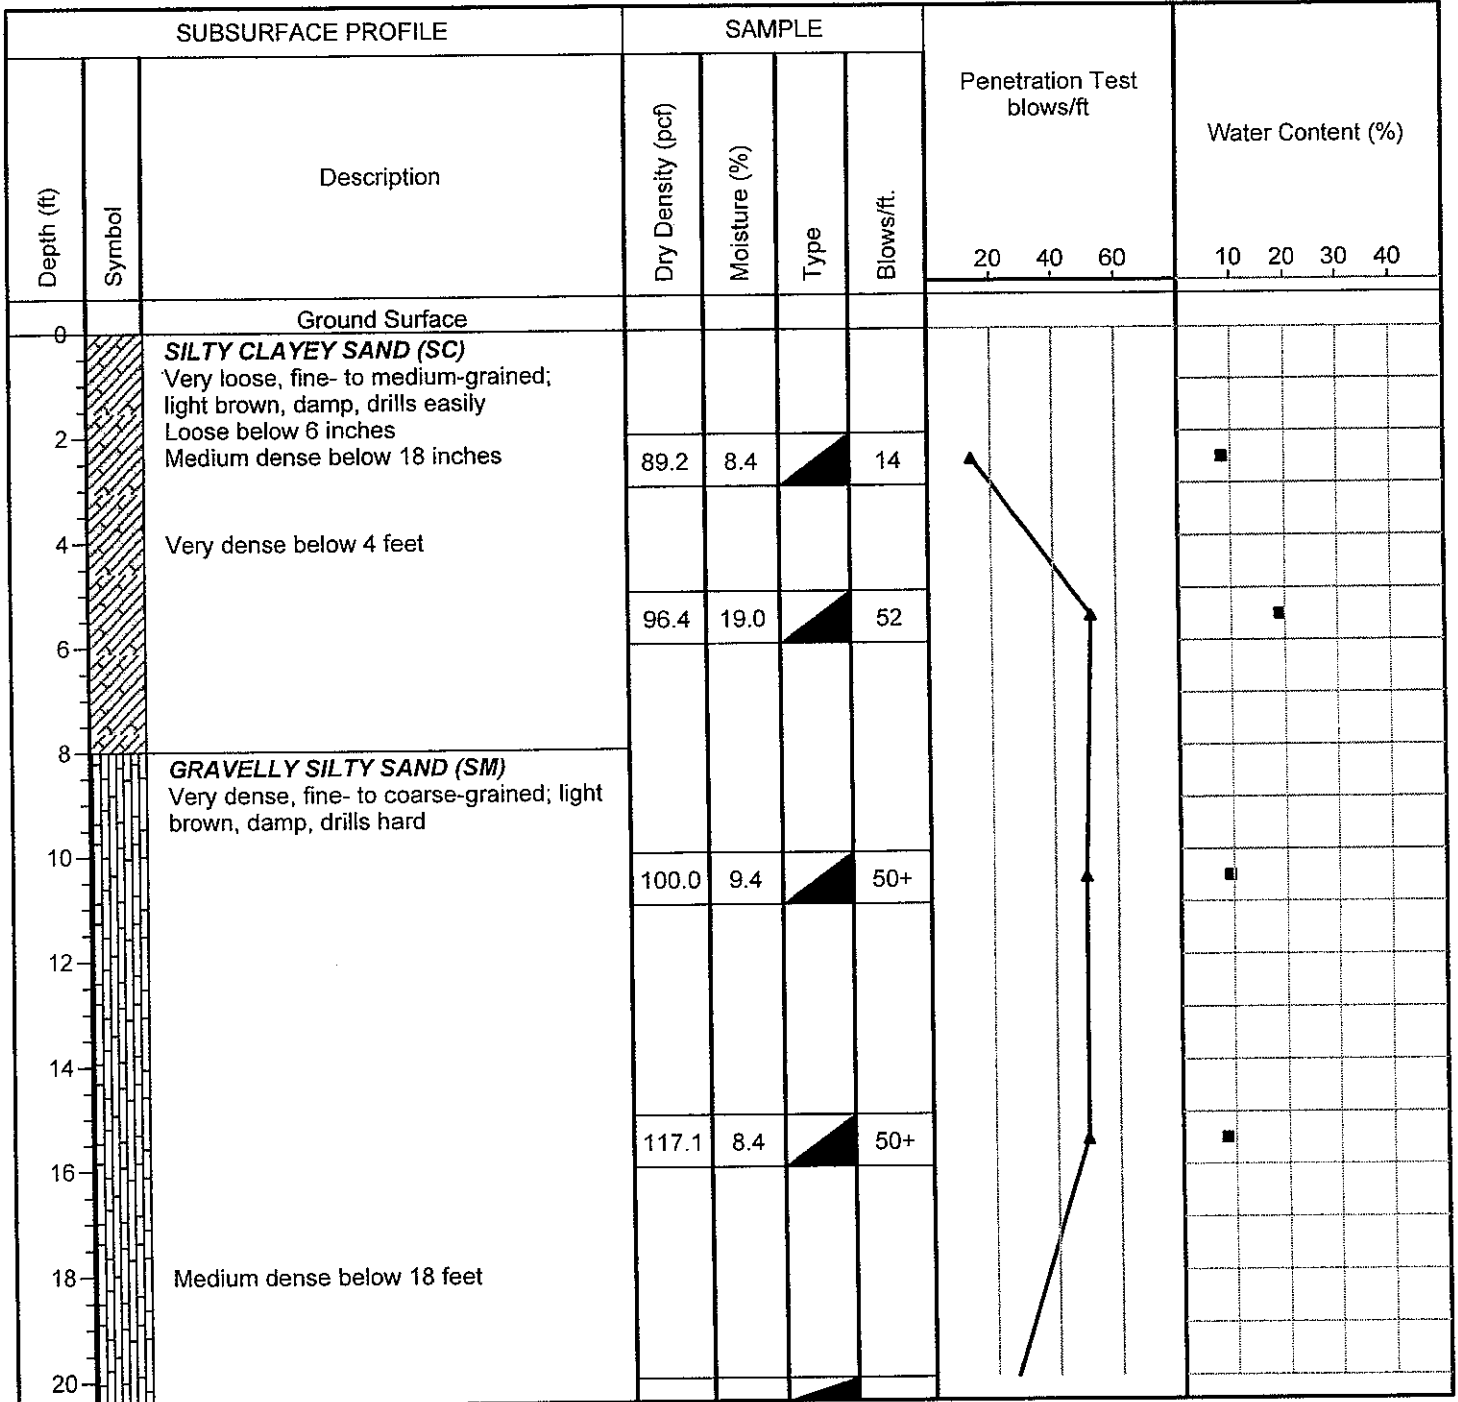 SUBSURFACE PROFILE
SAMPLE
Depth (ft)
Symbol
Description
Dry Density (pcf)
Moisture (%)
Type
Blows/ft.
Penetration Test
blows/ft
20 40 60
Water Content (%)
10 20 30 40
Ground Surface
0
SILTY CLAYEY SAND (SC)
Very loose, fine- to medium-grained;
light brown, damp, drills easily
Loose below 6 inches
2
Medium dense below 18 inches
89.2 8.4 14
4
Very dense below 4 feet
96.4 19.0 52
6
8
GRAVELLY SILTY SAND (SM)
Very dense, fine- to coarse-grained; light
brown, damp, drills hard
10
100.0 9.4 50+
12
14
117.1 8.4 50+
16
18
Medium dense below 18 feet
20